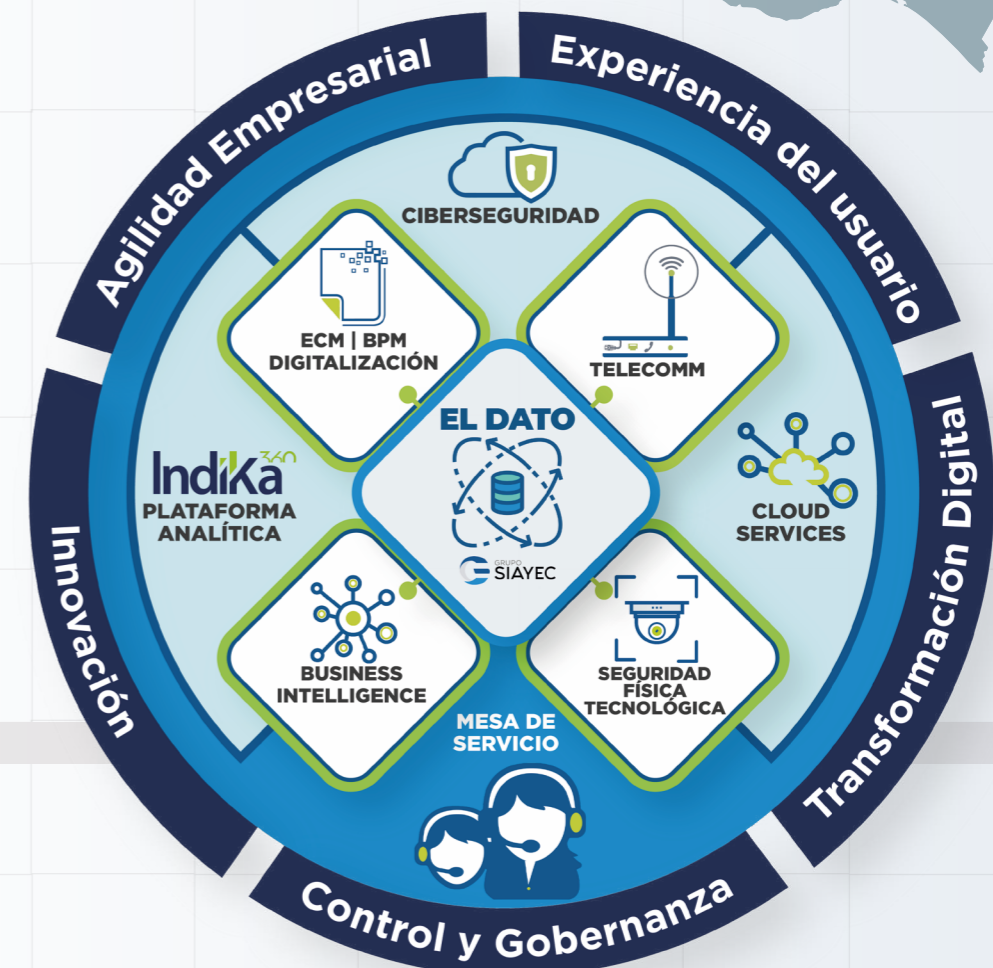 Agilidad Empresarial
Experiencia del usuario
CIBERSEGURIDAD
ECM | BPM
DIGITALIZACIÓN
TELECOMM
EL DATO
GRUPO
SIAYEC
Indika 360
PLATAFORMA
ANALÍTICA
CLOUD
SERVICES
BUSINESS
INTELLIGENCE
SEGURIDAD
FÍSICA
TECNOLÓGICA
MESA DE
SERVICIO
Innovación
Transformación Digital
Control y Gobernanza